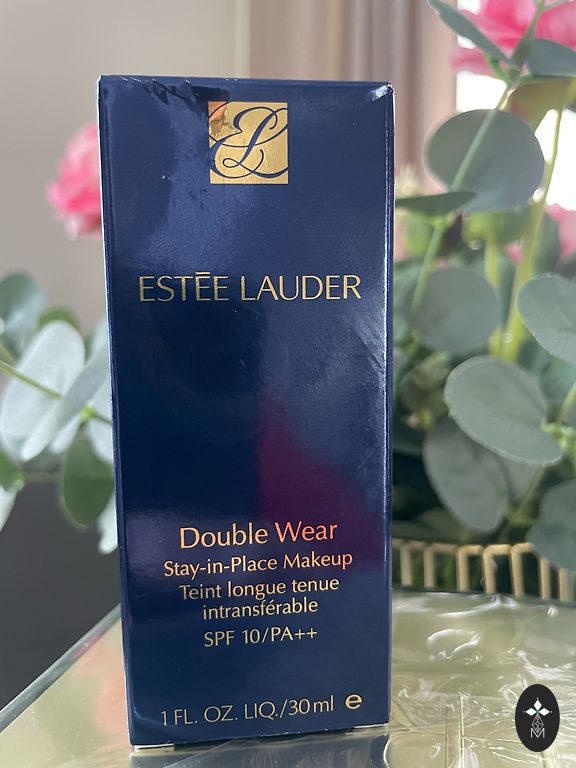 EL
ESTĒE LAUDER
Double Wear
Stay-in-Place Makeup
Teint longue tenue
intransférable
SPF 10/PA++
1 FL. OZ. LIQ./30 ml e
M